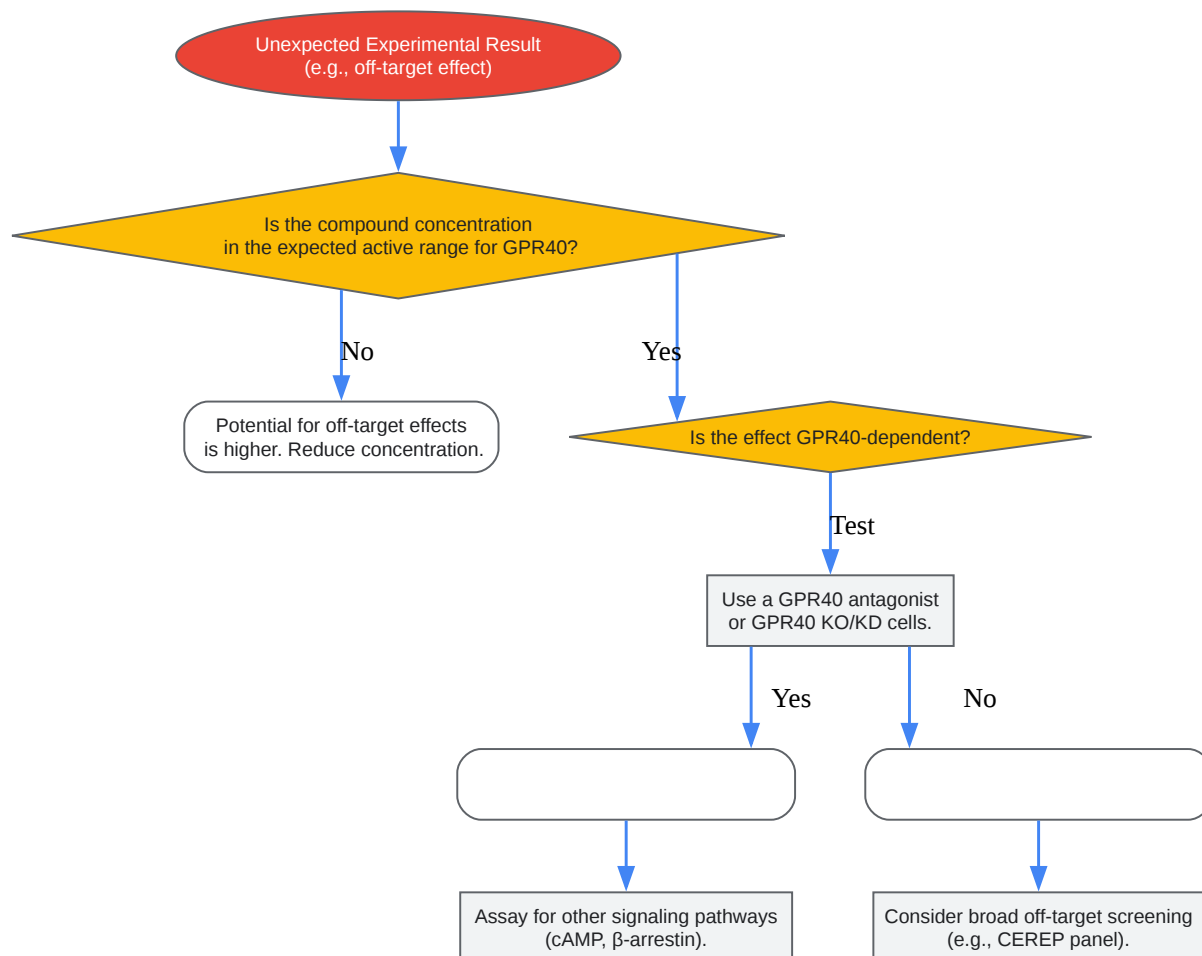 Unexpected Experimental Result
(e.g., off-target effect)
Is the compound concentration
in the expected active range for GPR40?
No
Yes
Potential for off-target effects
is higher. Reduce concentration.
Is the effect GPR40-dependent?
Test
Use a GPR40 antagonist
or GPR40 KO/KD cells.
Yes
No
Assay for other signaling pathways
(cAMP, β-arrestin).
Consider broad off-target screening
(e.g., CEREP panel).